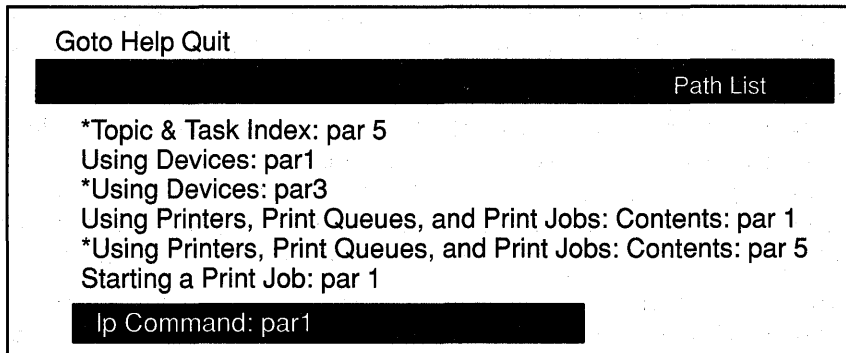 Goto Help Quit
Path List
*Topic & Task Index: par 5
Using Devices: par1
*Using Devices: par3
Using Printers, Print Queues, and Print Jobs: Contents: par 1
*Using Printers, Print Queues, and Print Jobs: Contents: par 5
Starting a Print Job: par 1
lp Command: par1